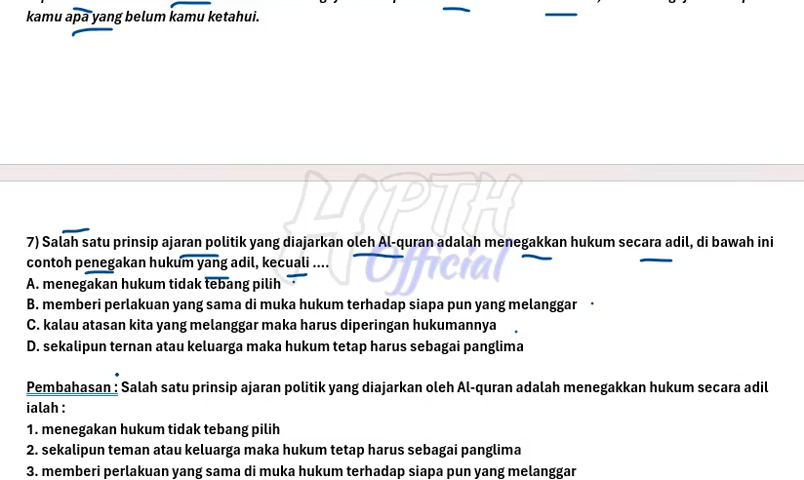 kamu apa yang belum kamu ketahui.
HPTH
Official
7) Salah satu prinsip ajaran politik yang diajarkan oleh Al-quran adalah menegakkan hukum secara adil, di bawah ini
contoh penegakan hukum yang adil, kecuali ....
A. menegakan hukum tidak tebang pilih
B. memberi perlakuan yang sama di muka hukum terhadap siapa pun yang melanggar
C. kalau atasan kita yang melanggar maka harus diperingan hukumannya
D. sekalipun ternan atau keluarga maka hukum tetap harus sebagai panglima
Pembahasan : Salah satu prinsip ajaran politik yang diajarkan oleh Al-quran adalah menegakkan hukum secara adil
ialah :
1. menegakan hukum tidak tebang pilih
2. sekalipun teman atau keluarga maka hukum tetap harus sebagai panglima
3. memberi perlakuan yang sama di muka hukum terhadap siapa pun yang melanggar